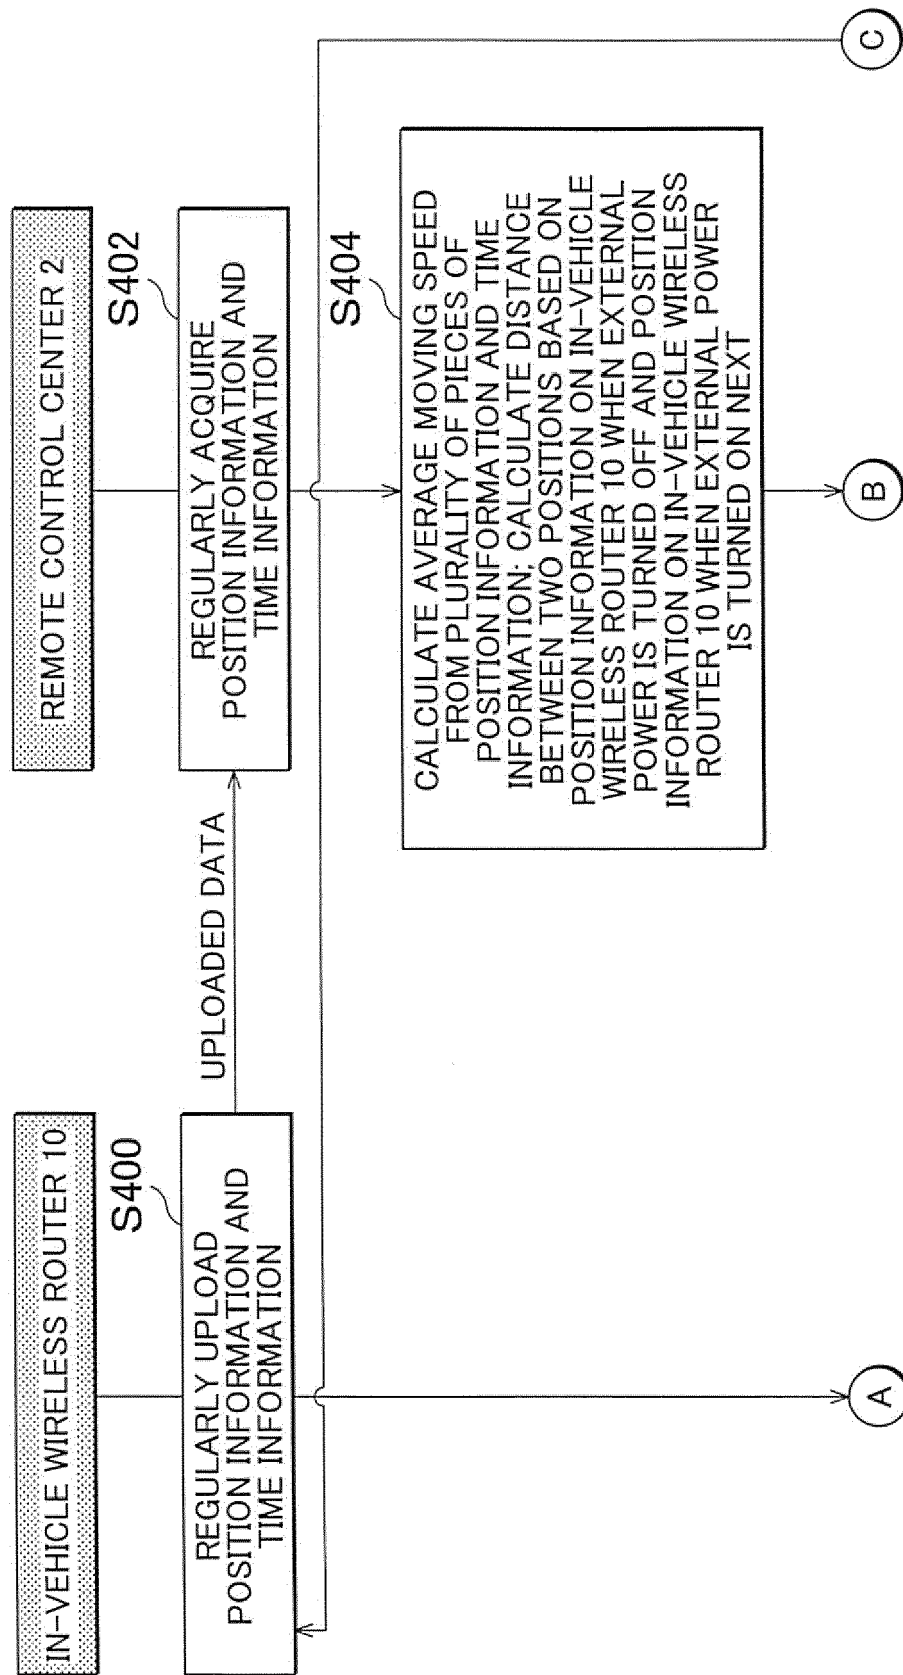 IN-VEHICLE WIRELESS ROUTER 10
REMOTE CONTROL CENTER 2
S400
REGULARLY UPLOAD
POSITION INFORMATION AND
TIME INFORMATION
UPLOADED DATA
S402
REGULARLY ACQUIRE
POSITION INFORMATION AND
TIME INFORMATION
S404
CALCULATE AVERAGE MOVING SPEED
FROM PLURALITY OF PIECES OF
POSITION INFORMATION AND TIME
INFORMATION; CALCULATE DISTANCE
BETWEEN TWO POSITIONS BASED ON
POSITION INFORMATION ON IN-VEHICLE
WIRELESS ROUTER 10 WHEN EXTERNAL
POWER IS TURNED OFF AND POSITION
INFORMATION ON IN-VEHICLE WIRELESS
ROUTER 10 WHEN EXTERNAL POWER
IS TURNED ON NEXT
A
B
C